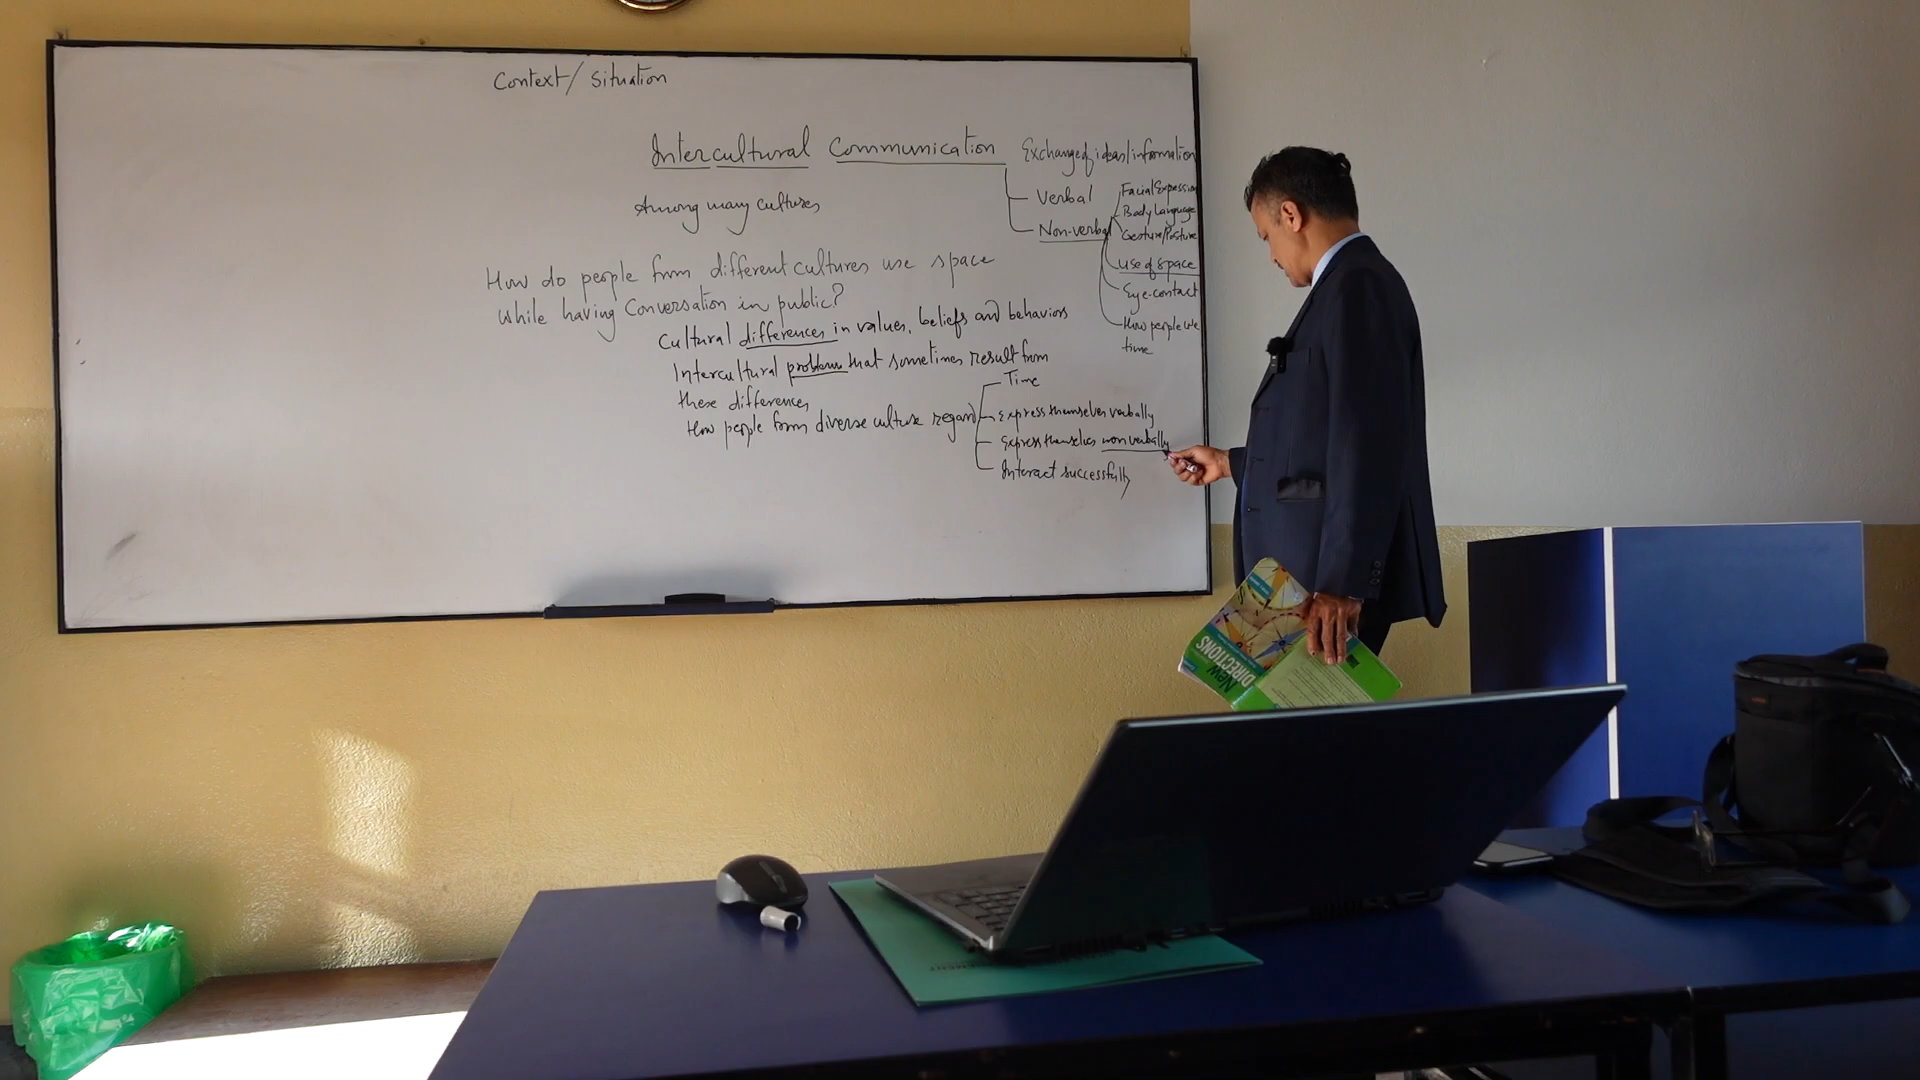 Context/ Situation
Intercultural Communication
Exchange of ideas/information
Among many cultures
Verbal
Non-verbal
Facial Expression
Body Language
Gesture/Posture
use of space
Eye-contact
How people use
time
How do people from different cultures use space
while having Conversation in public?
Cultural differences in values, beliefs and behaviors
Intercultural problems that sometimes result from
these differences
How people from diverse culture regard
Time
Express themselves verbally
Express themselves nonverbally
Interact successfully
New
DIRECTIONS